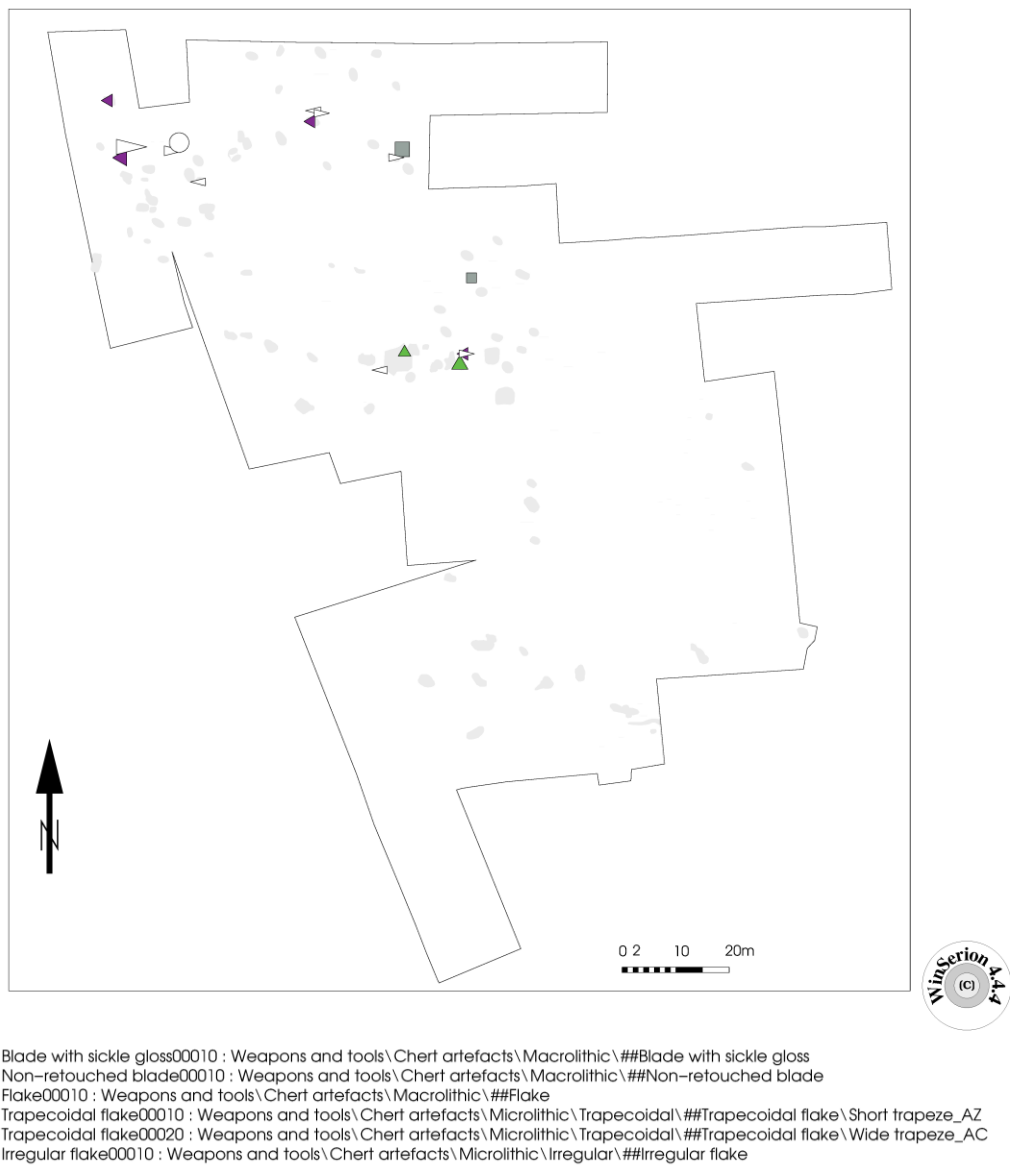 N
0 2 10 20m
WinSerion 4.4.4
(C)
Blade with sickle gloss00010 : Weapons and tools\Chert artefacts\Macrolithic\##Blade with sickle gloss
Non-retouched blade00010 : Weapons and tools\Chert artefacts\Macrolithic\##Non-retouched blade
Flake00010 : Weapons and tools\Chert artefacts\Macrolithic\##Flake
Trapecoidal flake00010 : Weapons and tools\Chert artefacts\Microlithic\Trapecoidal\##Trapecoidal flake\Short trapeze_AZ
Trapecoidal flake00020 : Weapons and tools\Chert artefacts\Microlithic\Trapecoidal\##Trapecoidal flake\Wide trapeze_AC
Irregular flake00010 : Weapons and tools\Chert artefacts\Microlithic\Irregular\##Irregular flake